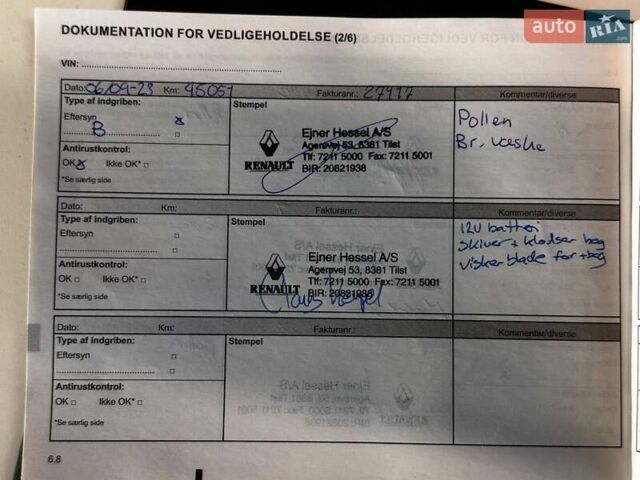 auto RIA.com
DOKUMENTATION FOR VEDLIGEHOLDELSE (2/6)
VIN:
Dato: 06/09-23 Km: 95051 Fakturanr.: 27917 Kommentar/diverse
Type af indgriben: Stempel
Eftersyn x
B
Antirustkontrol:
OK x Ikke OK*
*Se særlig side
RENAULT
Ejner Hessel A/S
Agerøvej 53, 8381 Tilst
Tlf: 7211 5000 Fax: 7211 5001
BIR: 20821938
Pollen
Br. væske
Dato: Km: Fakturanr.: Kommentar/diverse
Type af indgriben: Stempel
Eftersyn
Antirustkontrol:
OK Ikke OK*
*Se særlig side
RENAULT
Ejner Hessel A/S
Agerøvej 53, 8381 Tilst
Tlf: 7211 5000 Fax: 7211 5001
BIR: 20821938
12V batteri
skiver + klodser bag
viskerblade for + bag
Dato: Km: Fakturanr.: Kommentar/diverse
Type af indgriben: Stempel
Eftersyn
Antirustkontrol:
OK Ikke OK*
*Se særlig side
6.8